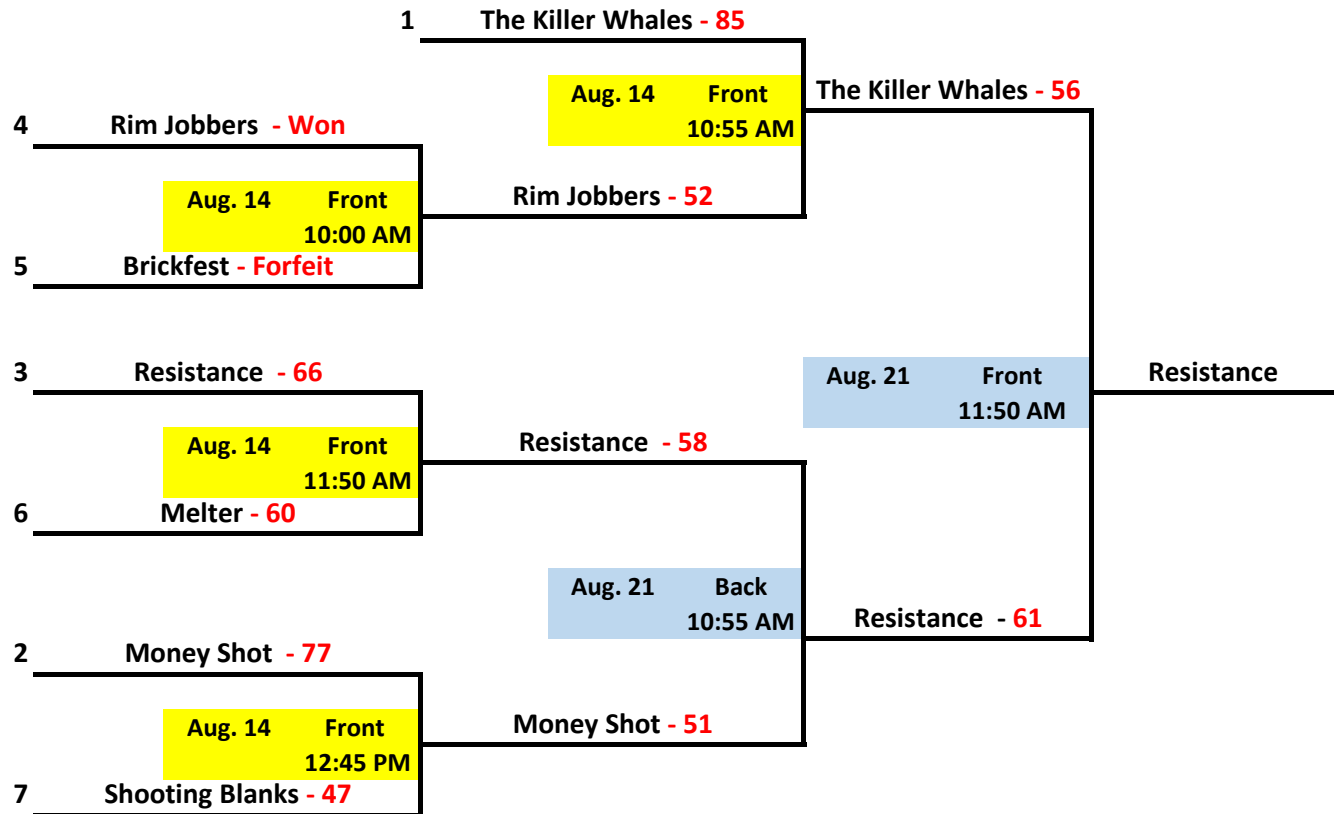 1 The Killer Whales - 85
Aug. 14 Front
10:55 AM
The Killer Whales - 56
4 Rim Jobbers - Won
Aug. 14 Front
10:00 AM
Rim Jobbers - 52
5 Brickfest - Forfeit
3 Resistance - 66
Aug. 21 Front
11:50 AM
Resistance
Aug. 14 Front
11:50 AM
Resistance - 58
6 Melter - 60
Aug. 21 Back
10:55 AM
Resistance - 61
2 Money Shot - 77
Aug. 14 Front
12:45 PM
Money Shot - 51
7 Shooting Blanks - 47